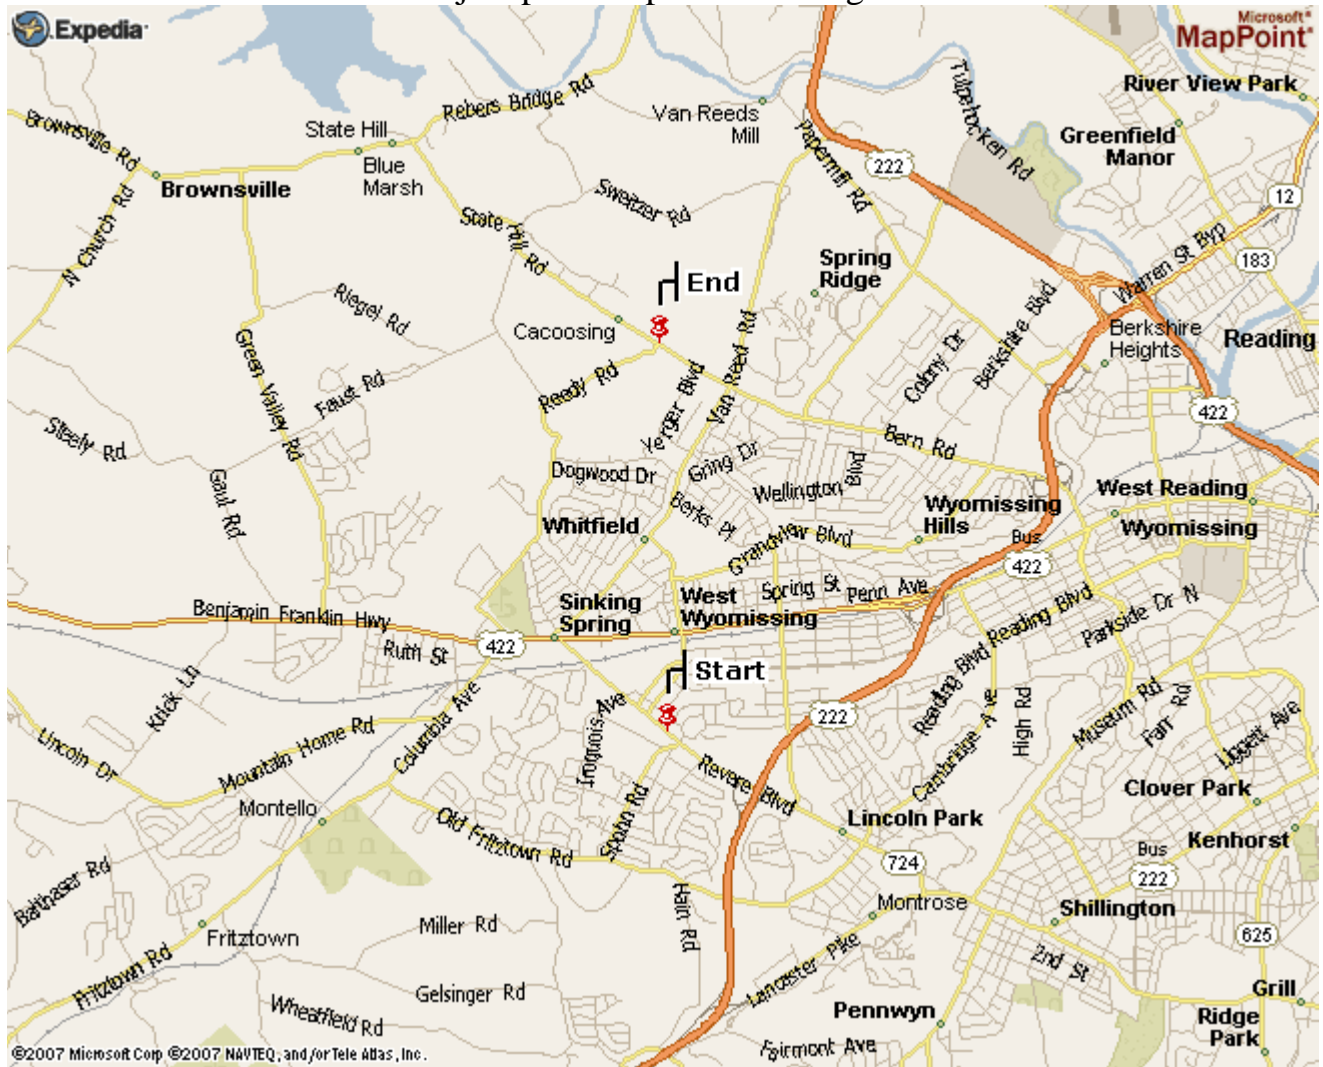 Expedia
Microsoft®
MapPoint®
River View Park
Tulpehocken Rd
Rebers Bridge Rd
Van Reeds
Mill
Papermill Rd
Greenfield
Manor
Brownsville Rd
State Hill
Blue
Marsh
222
Brownsville
Sweitzer Rd
12
N Church Rd
State Hill Rd
Warren St Byp
183
Spring
Ridge
End
Riegel Rd
Cacoosing
Berkshire Blvd
Berkshire
Heights
Reading
Green Valley Rd
Faust Rd
Reedy Rd
Yerger Blvd
Van Reed Rd
Colony Dr
422
Steely Rd
Bern Rd
Gaul Rd
Dogwood Dr
Gring Dr
Wellington Blvd
West Reading
Whitfield
Berks Pl
Grandview Blvd
Wyomissing
Hills
Wyomissing
Bus
422
Benjamin Franklin Hwy
Sinking
Spring
West
Wyomissing
Spring St
Penn Ave
Parkside Dr N
422
Ruth St
Reading Blvd
Reading Blvd
Krick Ln
Start
Iroquois Ave
222
Cambridge Ave
High Rd
Museum Rd
Farr Rd
Liggett Ave
Lincoln Dr
Mountain Home Rd
Columbia Ave
Revere Blvd
Clover Park
Montello
Old Fritztown Rd
Spohn Rd
Lincoln Park
Kenhorst
724
Bus
222
Balthaser Rd
Hain Rd
Montrose
Shillington
Miller Rd
Fritztown
625
Fritztown Rd
Gelsinger Rd
Lancaster Pike
2nd St
Wheatfield Rd
Pennwyn
Grill
Ridge
Park
Fairmont Ave
©2007 Microsoft Corp ©2007 NAVTEQ, and/or Tele Atlas, Inc.